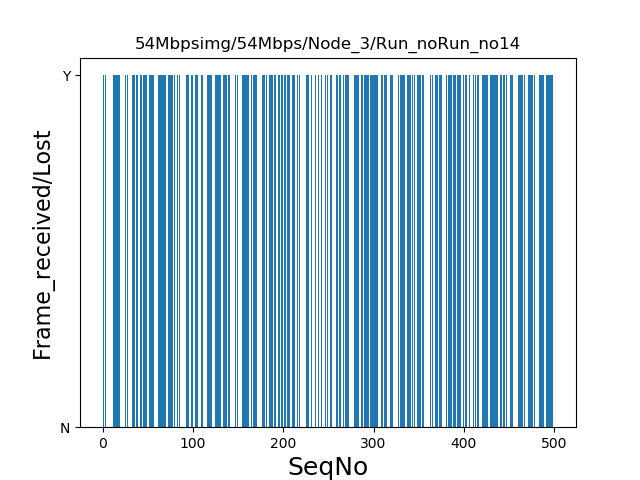 54Mbpsimg/54Mbps/Node_3/Run_noRun_no14
Y
Frame_received/Lost
N
0 100 200 300 400 500
SeqNo